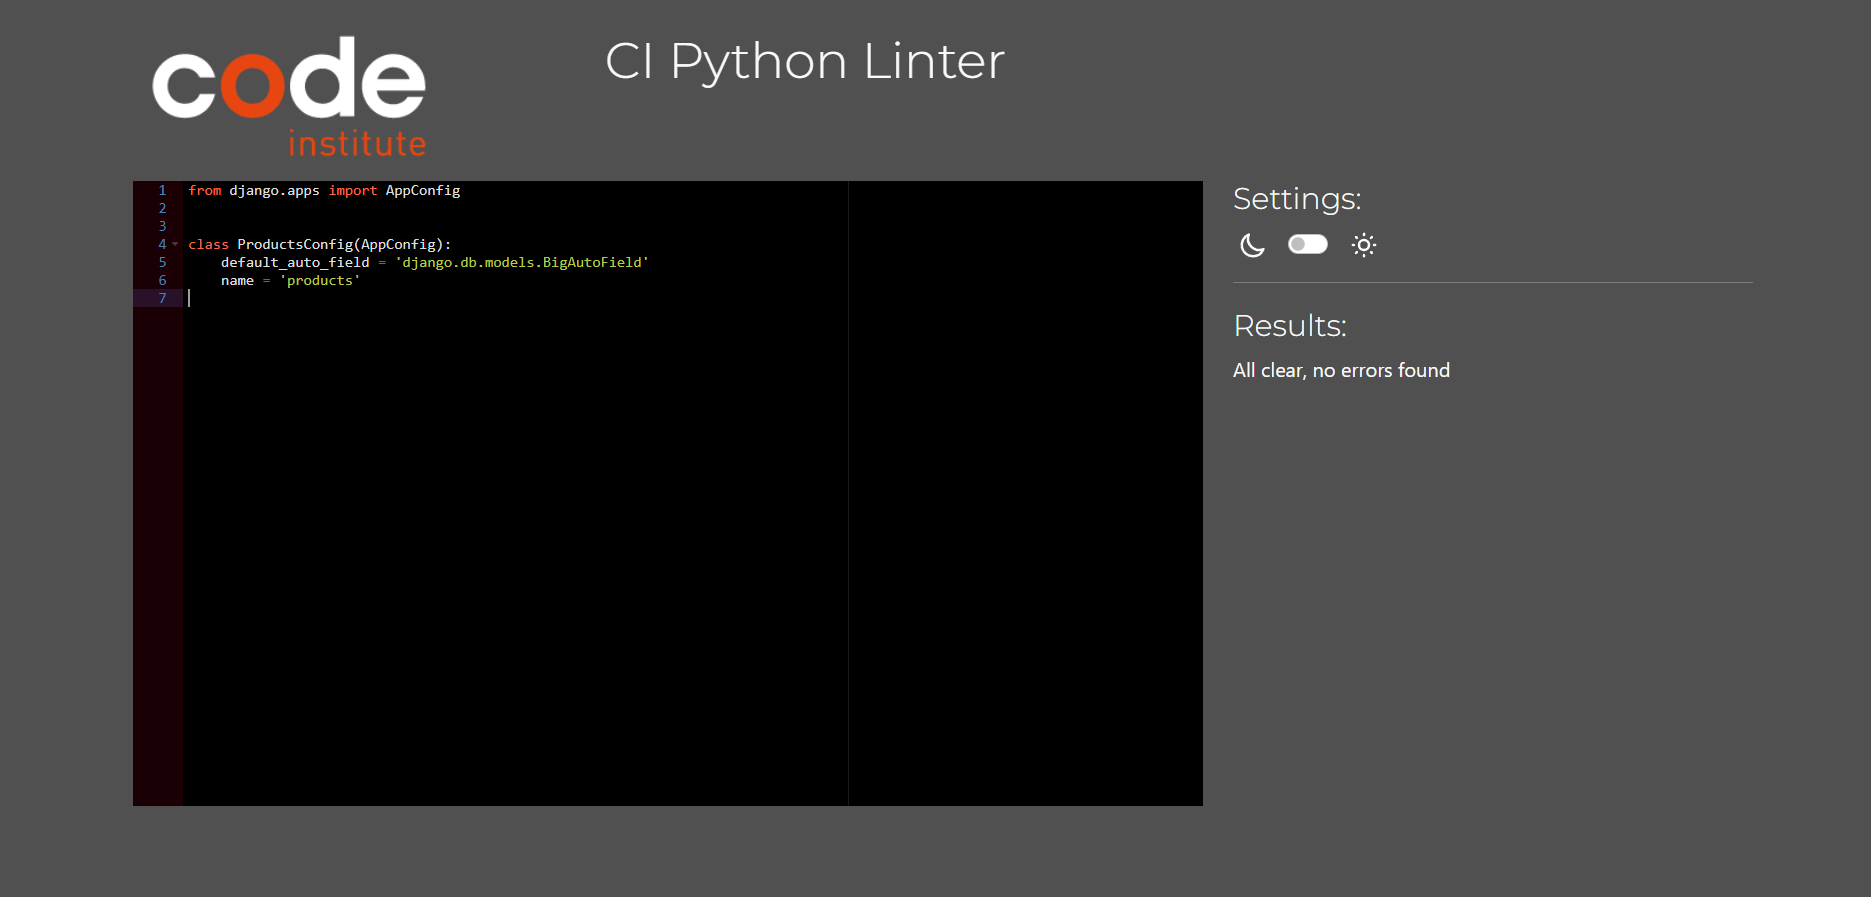 code
institute
CI Python Linter
1 from django.apps import AppConfig
2
3
4 class ProductsConfig(AppConfig):
5     default_auto_field = 'django.db.models.BigAutoField'
6     name = 'products'
7
Settings:
Results:
All clear, no errors found